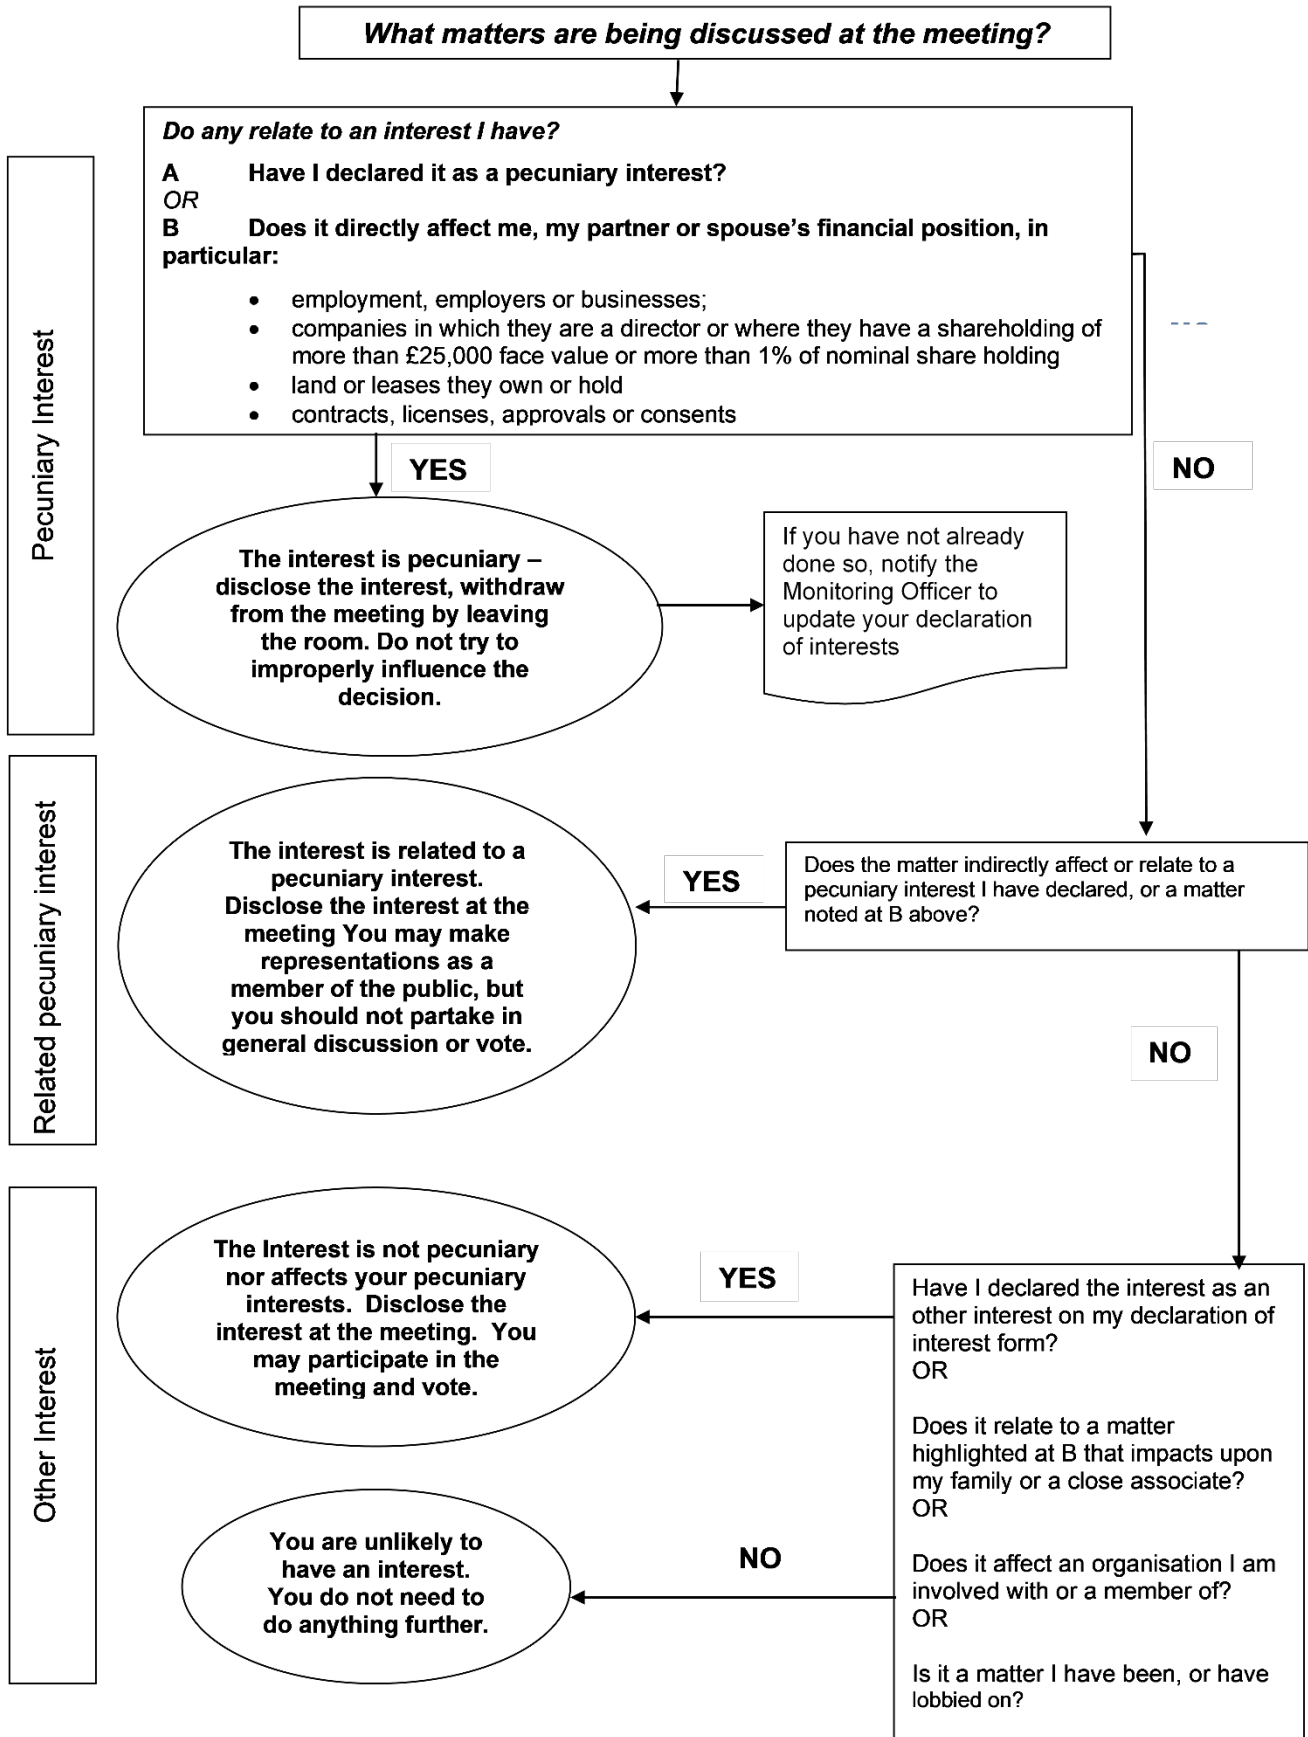 What matters are being discussed at the meeting?
Do any relate to an interest I have?
A Have I declared it as a pecuniary interest?
OR
B Does it directly affect me, my partner or spouse’s financial position, in
particular:
• employment, employers or businesses;
• companies in which they are a director or where they have a shareholding of
more than £25,000 face value or more than 1% of nominal share holding
• land or leases they own or hold
• contracts, licenses, approvals or consents
Pecuniary Interest
YES
NO
The interest is pecuniary –
disclose the interest, withdraw
from the meeting by leaving
the room. Do not try to
improperly influence the
decision.
If you have not already
done so, notify the
Monitoring Officer to
update your declaration
of interests
Related pecuniary interest
The interest is related to a
pecuniary interest.
Disclose the interest at the
meeting You may make
representations as a
member of the public, but
you should not partake in
general discussion or vote.
YES
Does the matter indirectly affect or relate to a
pecuniary interest I have declared, or a matter
noted at B above?
NO
Other Interest
The Interest is not pecuniary
nor affects your pecuniary
interests. Disclose the
interest at the meeting. You
may participate in the
meeting and vote.
YES
Have I declared the interest as an
other interest on my declaration of
interest form?
OR
Does it relate to a matter
highlighted at B that impacts upon
my family or a close associate?
OR
Does it affect an organisation I am
involved with or a member of?
OR
Is it a matter I have been, or have
lobbied on?
NO
You are unlikely to
have an interest.
You do not need to
do anything further.